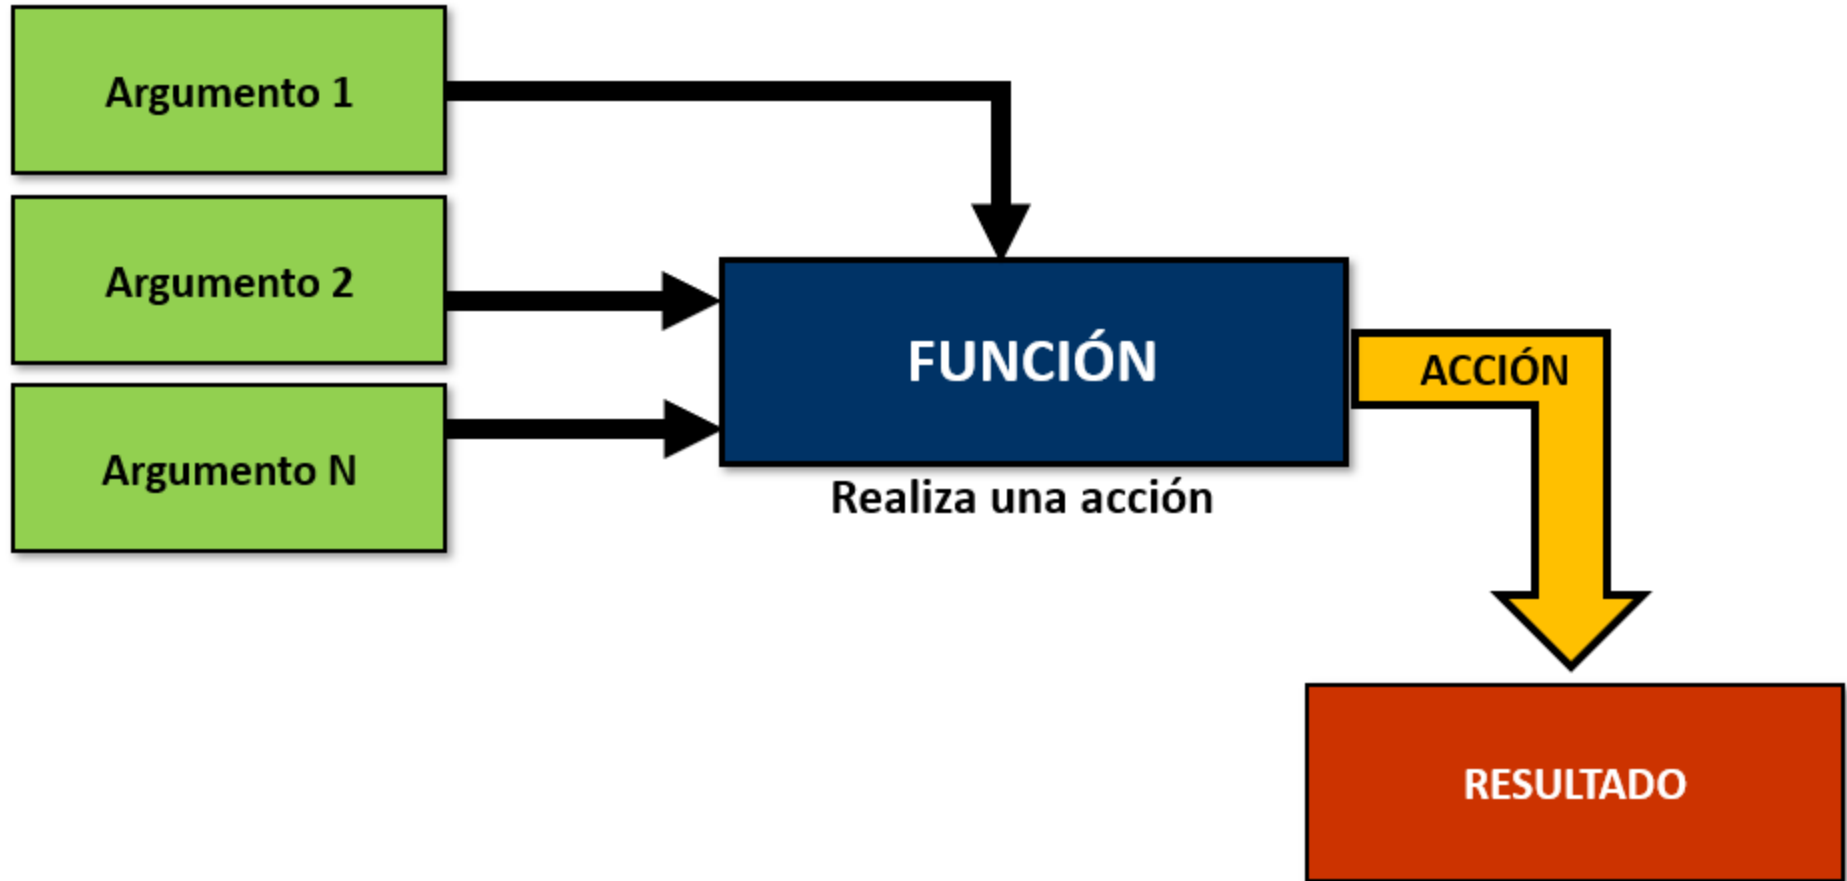 Argumento 1
Argumento 2
Argumento N
FUNCIÓN
Realiza una acción
ACCIÓN
RESULTADO